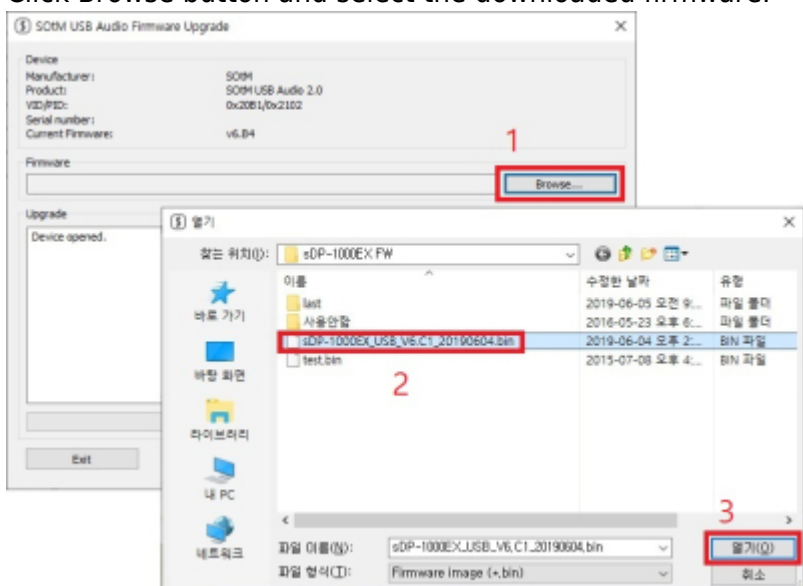 Click Browse button and select the downloaded firmware.
SOtM USB Audio Firmware Upgrade
Device
Manufacturer: SOtM
Product: SOtM USB Audio 2.0
VID/PID: 0x20B1/0x2102
Serial number:
Current Firmware: v6.B4
1
Firmware
Browse...
Upgrade
Device opened.
Exit
열기
찾는 위치(I): sDP-1000EX FW
이름 수정한 날짜 유형
last 2019-06-05 오전 9:... 파일 폴더
사용안함 2016-05-23 오후 6:... 파일 폴더
sDP-1000EX_USB_V6.C1_20190604.bin 2019-06-04 오후 2:... BIN 파일
test.bin 2015-07-08 오후 4:... BIN 파일
2
바로 가기
바탕 화면
라이브러리
내 PC
네트워크
3
파일 이름(N): sDP-1000EX_USB_V6.C1_20190604.bin 열기(O)
파일 형식(T): Firmware image (*.bin) 취소